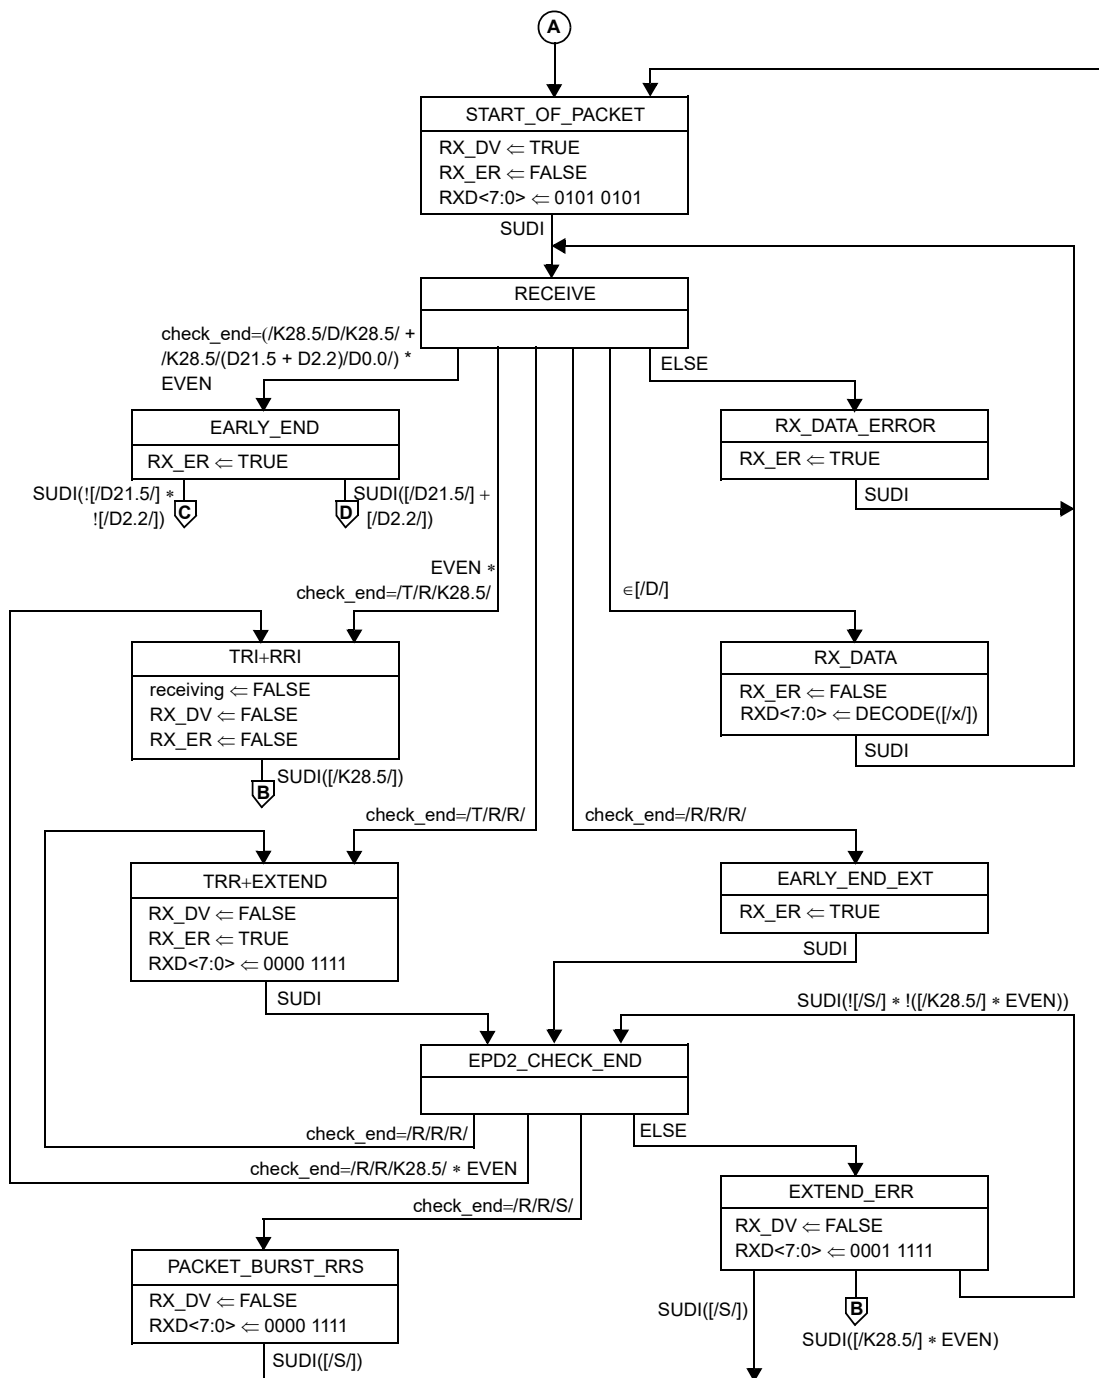 A
START_OF_PACKET
RX_DV ⇐ TRUE
RX_ER ⇐ FALSE
RXD<7:0> ⇐ 0101 0101
SUDI
RECEIVE
check_end=(/K28.5/D/K28.5/ +
/K28.5/(D21.5 + D2.2)/D0.0/) *
EVEN
ELSE
EARLY_END
RX_ER ⇐ TRUE
SUDI(![/D21.5/] *
![/D2.2/])
C
D
SUDI([/D21.5/] +
[/D2.2/])
RX_DATA_ERROR
RX_ER ⇐ TRUE
SUDI
EVEN *
check_end=/T/R/K28.5/
∈[/D/]
TRI+RRI
receiving ⇐ FALSE
RX_DV ⇐ FALSE
RX_ER ⇐ FALSE
SUDI([/K28.5/])
B
RX_DATA
RX_ER ⇐ FALSE
RXD<7:0> ⇐ DECODE([/x/])
SUDI
check_end=/T/R/R/
check_end=/R/R/R/
TRR+EXTEND
RX_DV ⇐ FALSE
RX_ER ⇐ TRUE
RXD<7:0> ⇐ 0000 1111
SUDI
EARLY_END_EXT
RX_ER ⇐ TRUE
SUDI
SUDI(![/S/] * !([/K28.5/] * EVEN))
EPD2_CHECK_END
check_end=/R/R/R/
check_end=/R/R/K28.5/ * EVEN
check_end=/R/R/S/
ELSE
PACKET_BURST_RRS
RX_DV ⇐ FALSE
RXD<7:0> ⇐ 0000 1111
SUDI([/S/])
EXTEND_ERR
RX_DV ⇐ FALSE
RXD<7:0> ⇐ 0001 1111
SUDI([/S/])
B
SUDI([/K28.5/] * EVEN)